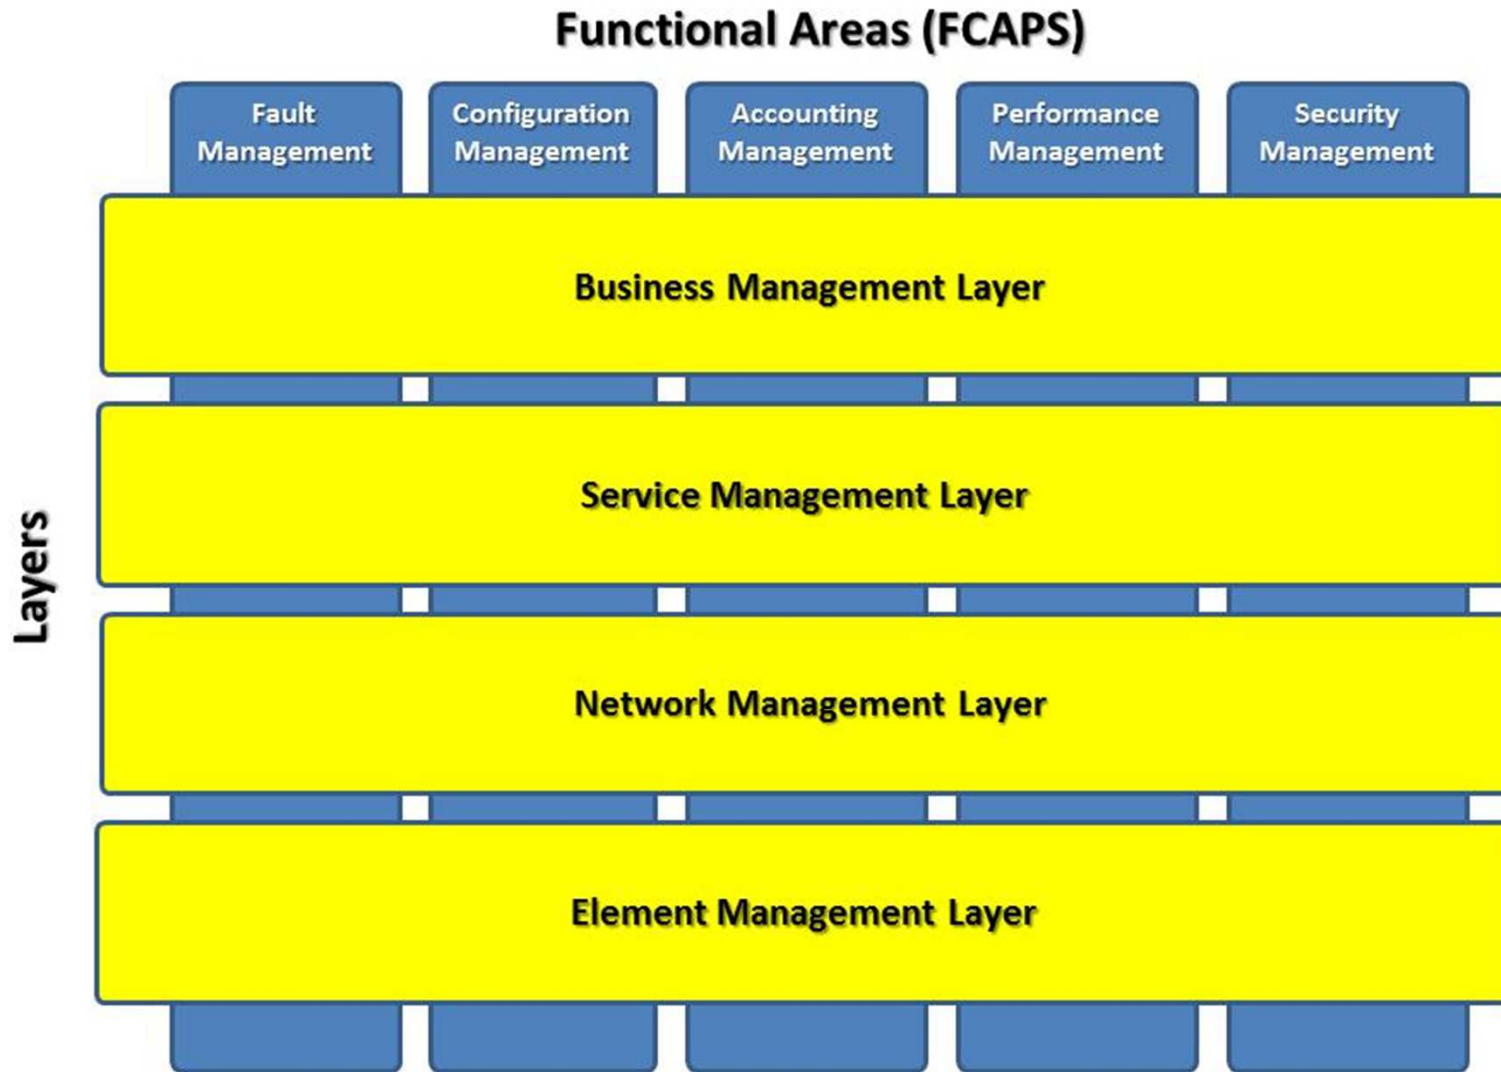 Functional Areas (FCAPS)
Fault
Management
Configuration
Management
Accounting
Management
Performance
Management
Security
Management
Business Management Layer
Service Management Layer
Layers
Network Management Layer
Element Management Layer